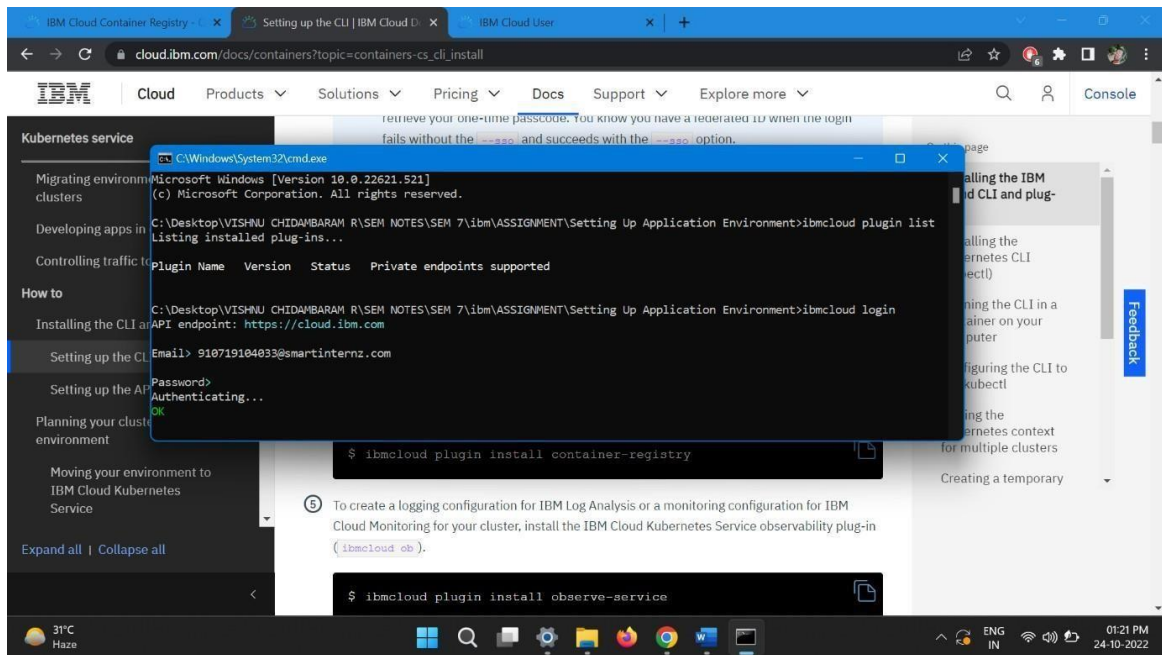 IBM Cloud Container Registry - C
Setting up the CLI | IBM Cloud D
IBM Cloud User
cloud.ibm.com/docs/containers?topic=containers-cs_cli_install
6
IBM
Cloud
Products
Solutions
Pricing
Docs
Support
Explore more
Console
Kubernetes service
Migrating environm
clusters
Developing apps in
Controlling traffic to
How to
Installing the CLI an
Setting up the CL
Setting up the AP
Planning your cluste
environment
Moving your environment to
IBM Cloud Kubernetes
Service
Expand all | Collapse all
retrieve your one-time passcode. You know you have a federated ID when the login
fails without the --sso and succeeds with the --sso option.
C:\Windows\System32\cmd.exe
Microsoft Windows [Version 10.0.22621.521]
(c) Microsoft Corporation. All rights reserved.
C:\Desktop\VISHNU CHIDAMBARAM R\SEM NOTES\SEM 7\ibm\ASSIGNMENT\Setting Up Application Environment>ibmcloud plugin list
Listing installed plug-ins...
Plugin Name Version Status Private endpoints supported
C:\Desktop\VISHNU CHIDAMBARAM R\SEM NOTES\SEM 7\ibm\ASSIGNMENT\Setting Up Application Environment>ibmcloud login
API endpoint: https://cloud.ibm.com
Email> 910719104033@smartinternz.com
Password>
Authenticating...
OK
$ ibmcloud plugin install container-registry
5 To create a logging configuration for IBM Log Analysis or a monitoring configuration for IBM
Cloud Monitoring for your cluster, install the IBM Cloud Kubernetes Service observability plug-in
( ibmcloud ob ).
$ ibmcloud plugin install observe-service
page
alling the IBM
d CLI and plug-
alling the
ernetes CLI
ectl)
ning the CLI in a
ainer on your
puter
figuring the CLI to
kubectl
ing the
ernetes context
for multiple clusters
Creating a temporary
Feedback
31°C
Haze
ENG
IN
01:21 PM
24-10-2022